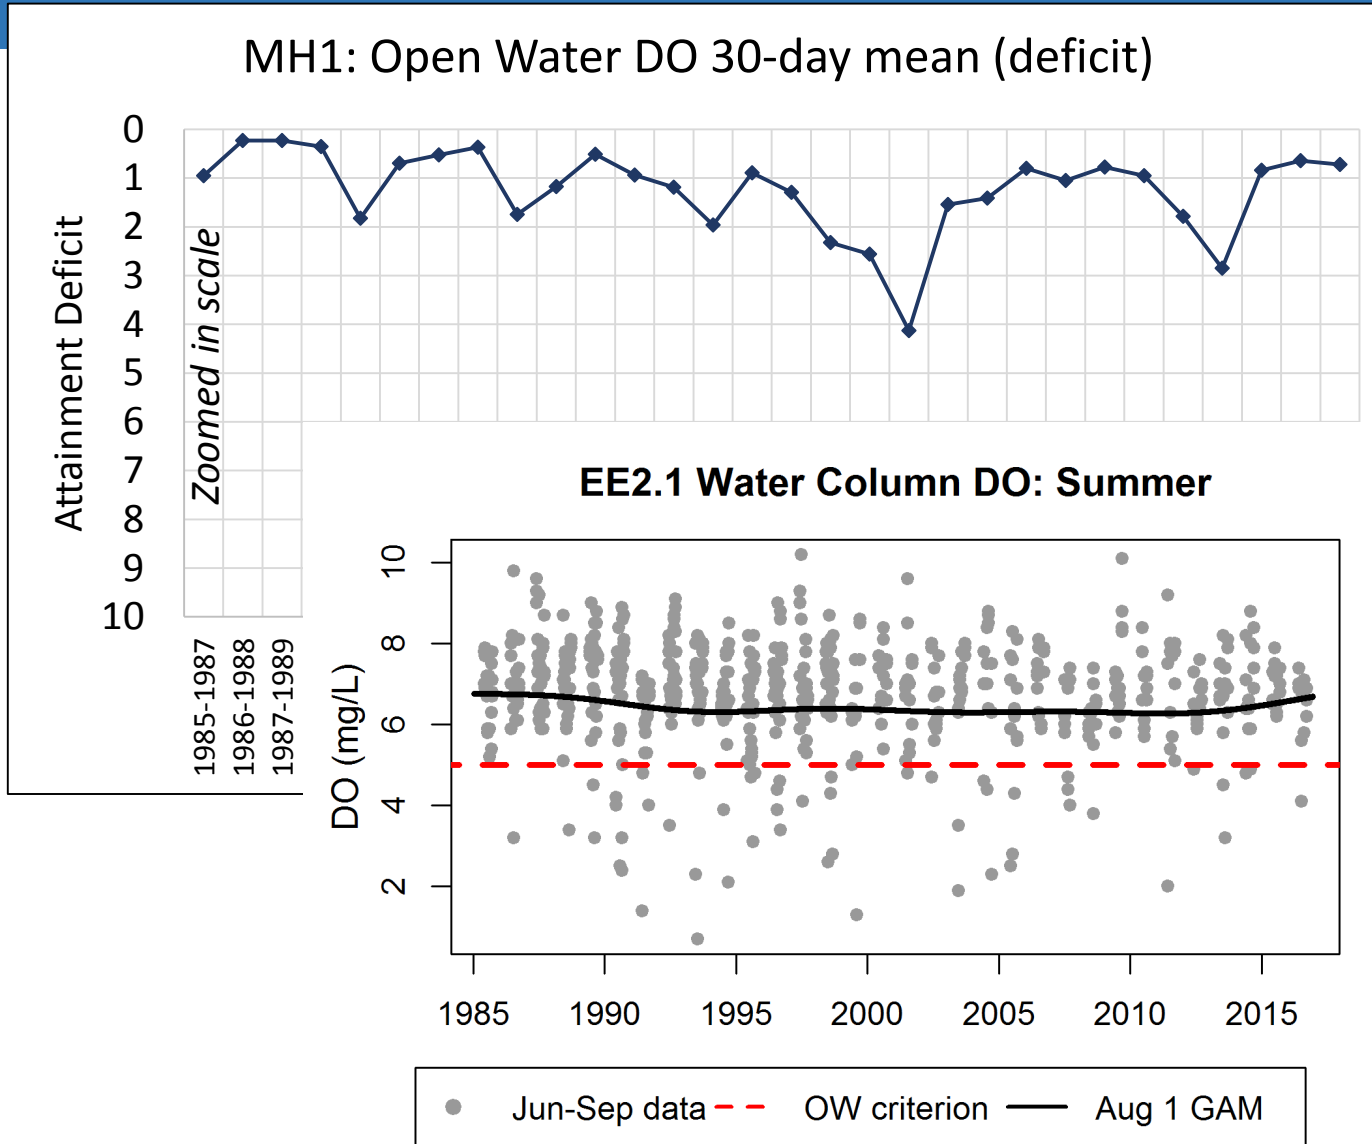 MH1: Open Water DO 30-day mean (deficit)
Attainment Deficit
0
1
2
3
4
5
6
7
8
9
10
Zoomed in scale
1985-1987
1986-1988
1987-1989
EE2.1 Water Column DO: Summer
DO (mg/L)
10
8
6
4
2
1985 1990 1995 2000 2005 2010 2015
Jun-Sep data OW criterion Aug 1 GAM